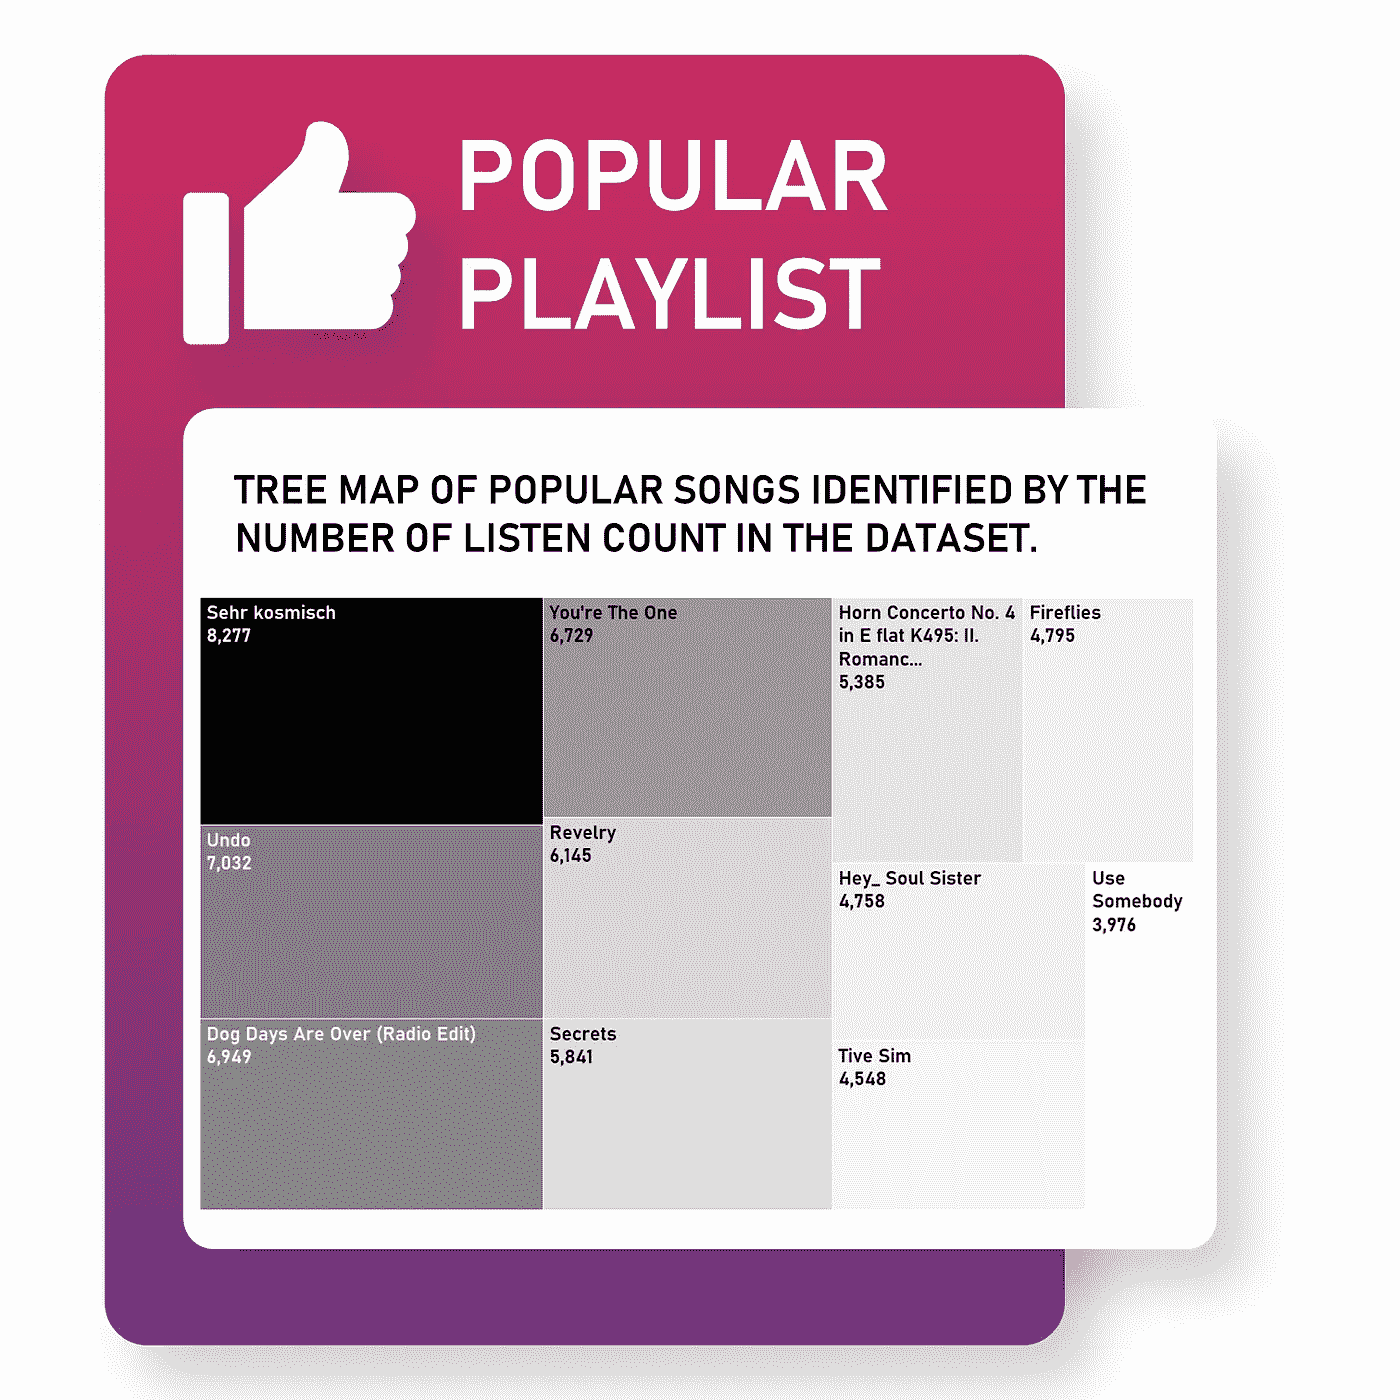 POPULAR
PLAYLIST
TREE MAP OF POPULAR SONGS IDENTIFIED BY THE
NUMBER OF LISTEN COUNT IN THE DATASET.
Sehr kosmisch
8,277
Undo
7,032
Dog Days Are Over (Radio Edit)
6,949
You're The One
6,729
Revelry
6,145
Secrets
5,841
Horn Concerto No. 4
in E flat K495: II.
Romanc...
5,385
Fireflies
4,795
Hey_ Soul Sister
4,758
Tive Sim
4,548
Use
Somebody
3,976